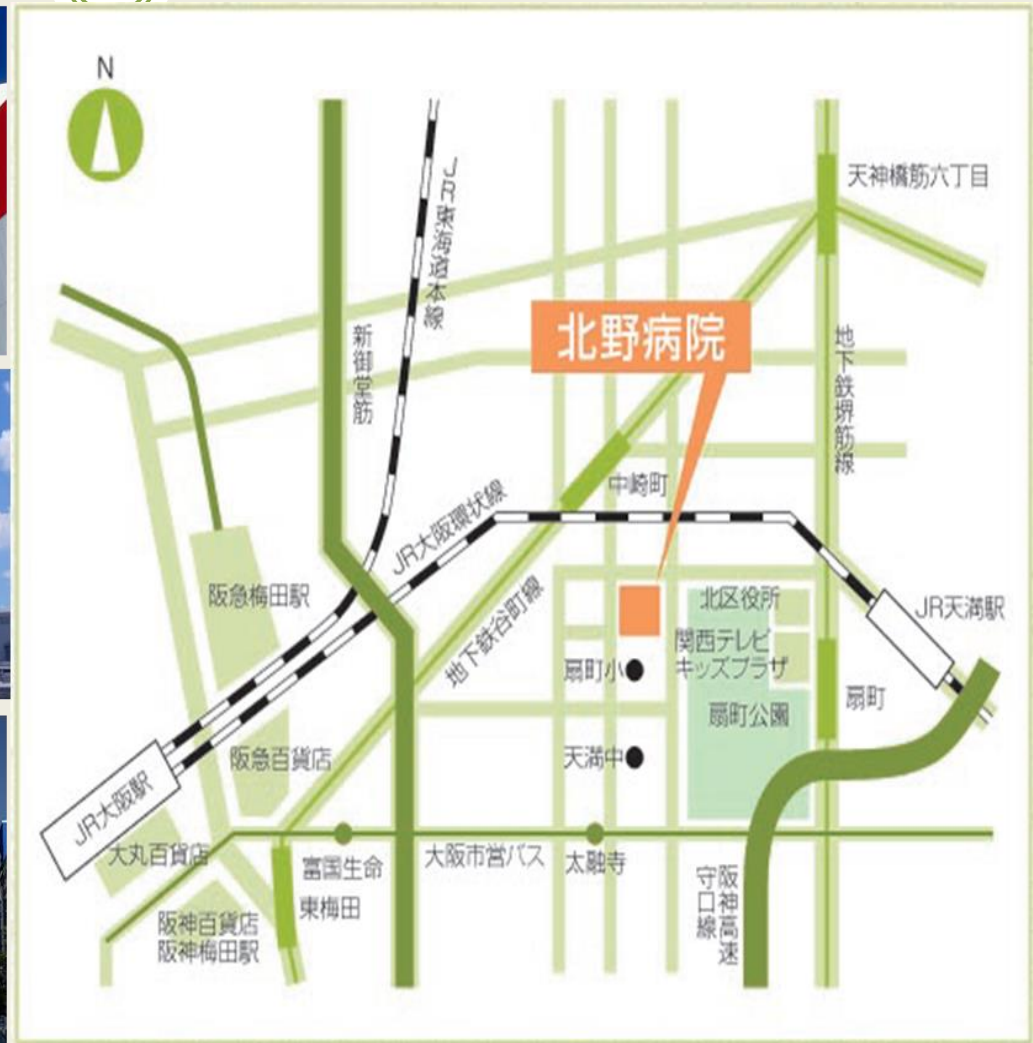 N
天神橋筋六丁目
JR東海道本線
新御堂筋
北野病院
地下鉄堺筋線
中崎町
JR大阪環状線
阪急梅田駅
地下鉄谷町線
北区役所
JR天満駅
関西テレビ
キッズプラザ
扇町小
扇町
扇町公園
阪急百貨店
天満中
JR大阪駅
大丸百貨店
富国生命
大阪市営バス
太融寺
東梅田
阪神高速
守口線
阪神百貨店
阪神梅田駅